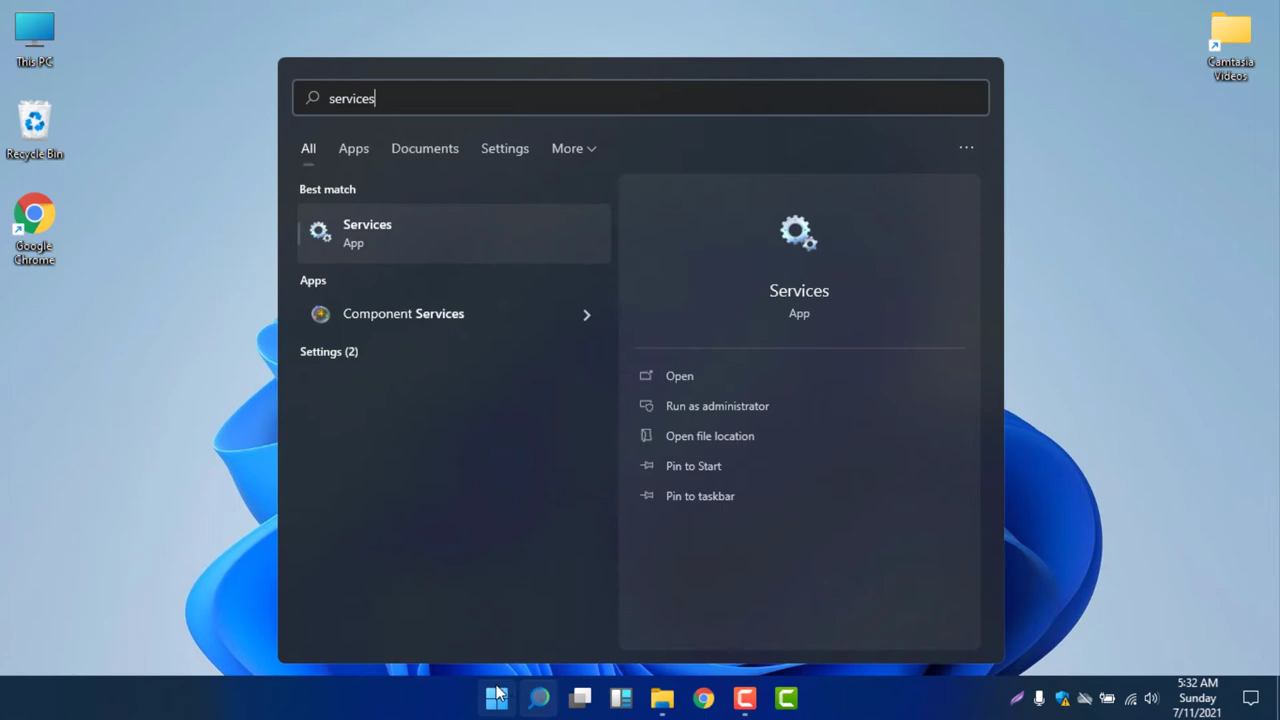 This PC
Recycle Bin
Google
Chrome
Camtasia
Videos
services
All Apps Documents Settings More
Best match
Services
App
Apps
Component Services
Settings (2)
Services
App
Open
Run as administrator
Open file location
Pin to Start
Pin to taskbar
5:32 AM
Sunday
7/11/2021